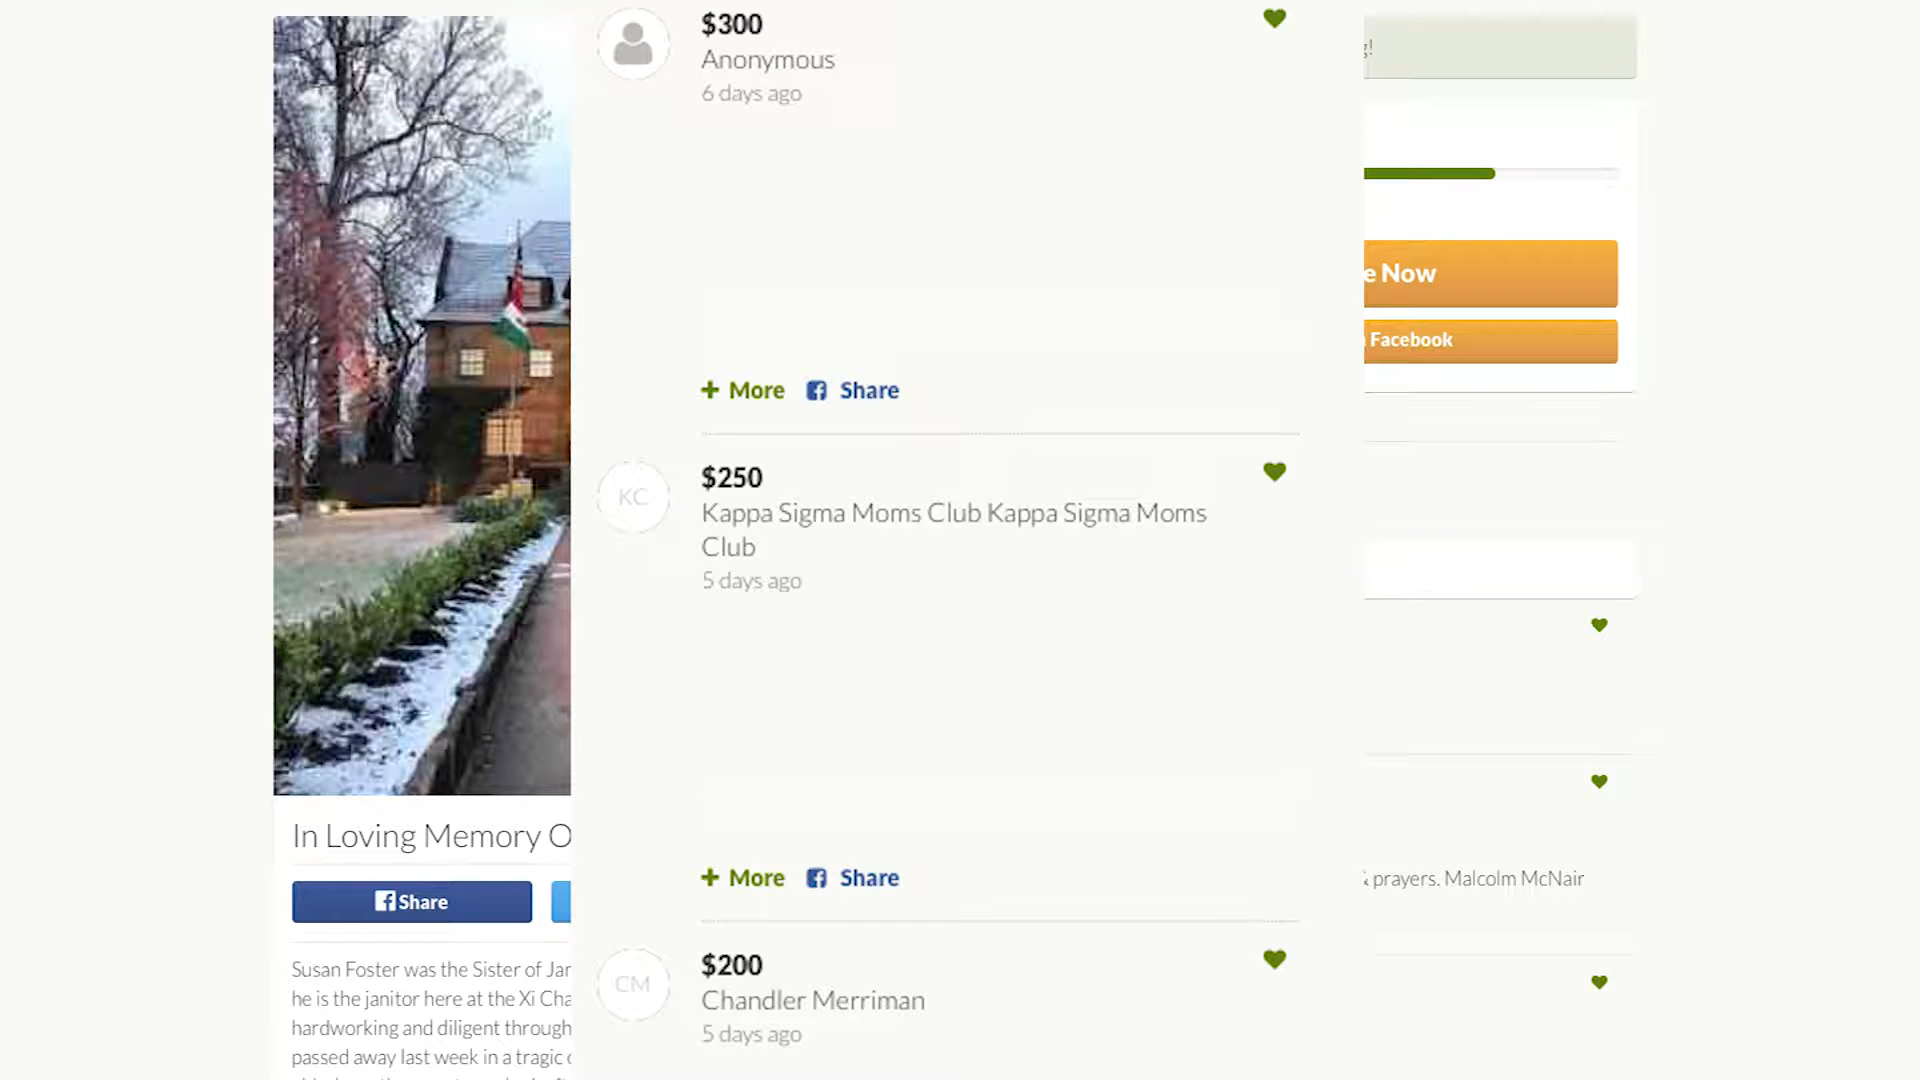 $300
Anonymous
6 days ago
+ More Share
$250
Kappa Sigma Moms Club Kappa Sigma Moms
Club
5 days ago
KC
+ More Share
$200
Chandler Merriman
5 days ago
CM
In Loving Memory O
Share
Susan Foster was the Sister of Jar
he is the janitor here at the Xi Cha
hardworking and diligent through
passed away last week in a tragic
g!
e Now
Facebook
& prayers. Malcolm McNair